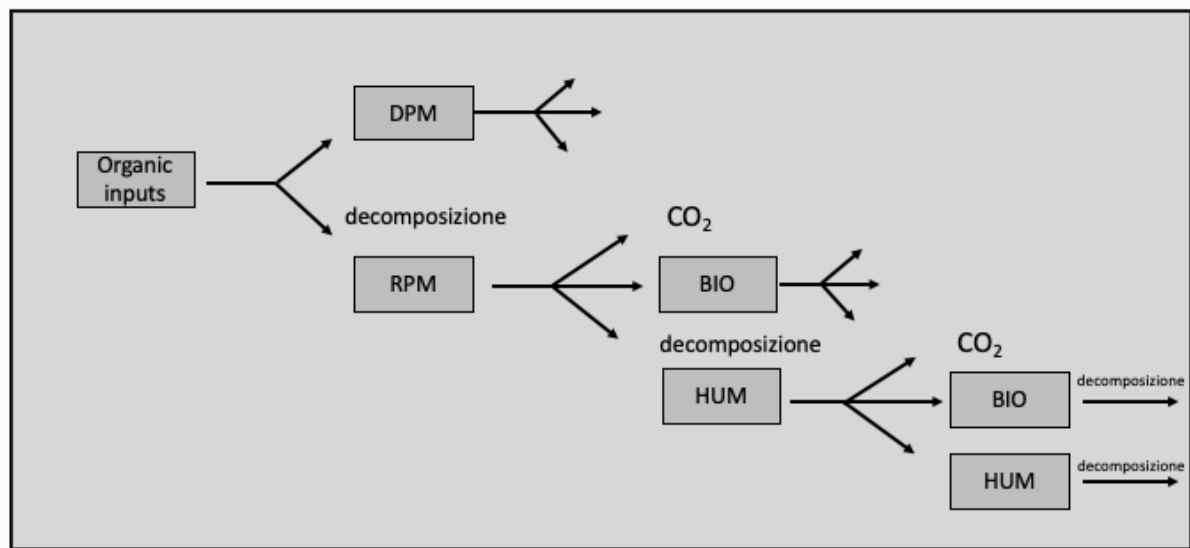 DPM
Organic
inputs
decomposizione
CO₂
RPM
BIO
decomposizione
CO₂
HUM
BIO
decomposizione
HUM
decomposizione